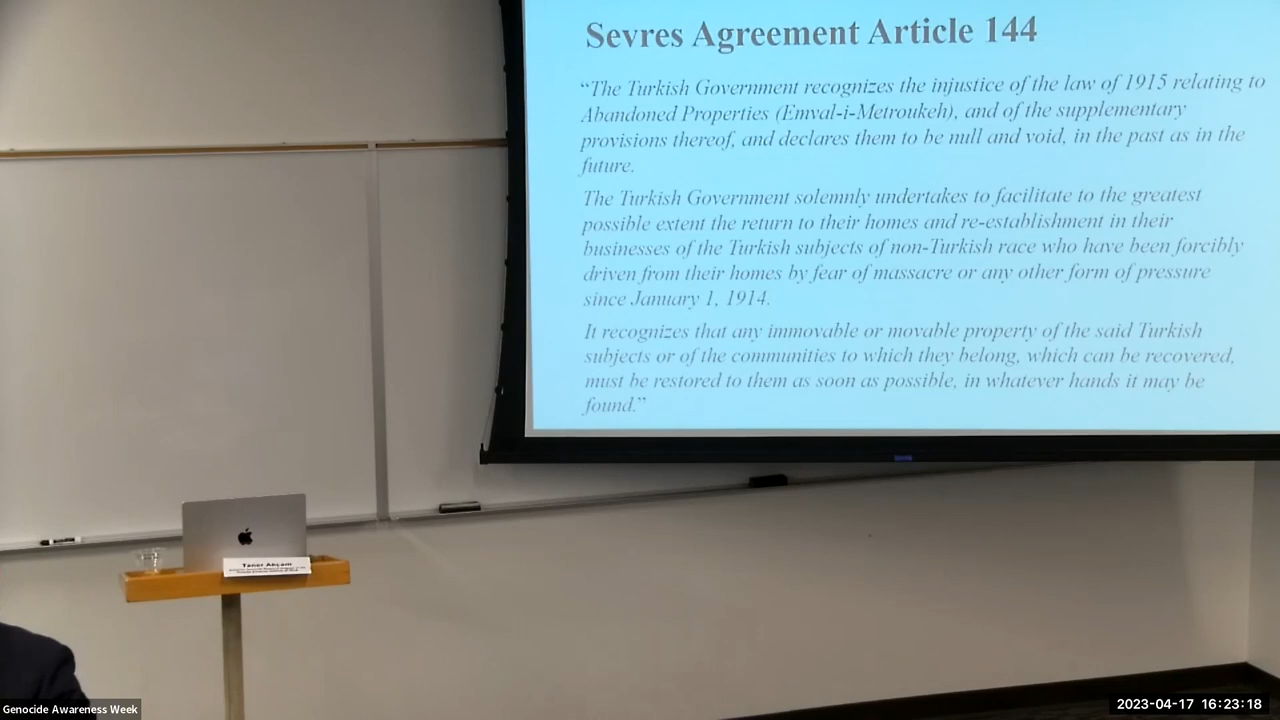 Sevres Agreement Article 144
“The Turkish Government recognizes the injustice of the law of 1915 relating to
Abandoned Properties (Emval-i-Metroukeh), and of the supplementary
provisions thereof, and declares them to be null and void, in the past as in the
future.
The Turkish Government solemnly undertakes to facilitate to the greatest
possible extent the return to their homes and re-establishment in their
businesses of the Turkish subjects of non-Turkish race who have been forcibly
driven from their homes by fear of massacre or any other form of pressure
since January 1, 1914.
It recognizes that any immovable or movable property of the said Turkish
subjects or of the communities to which they belong, which can be recovered,
must be restored to them as soon as possible, in whatever hands it may be
found.”
Taner Akçam
Genocide Awareness Week
2023-04-17 16:23:18